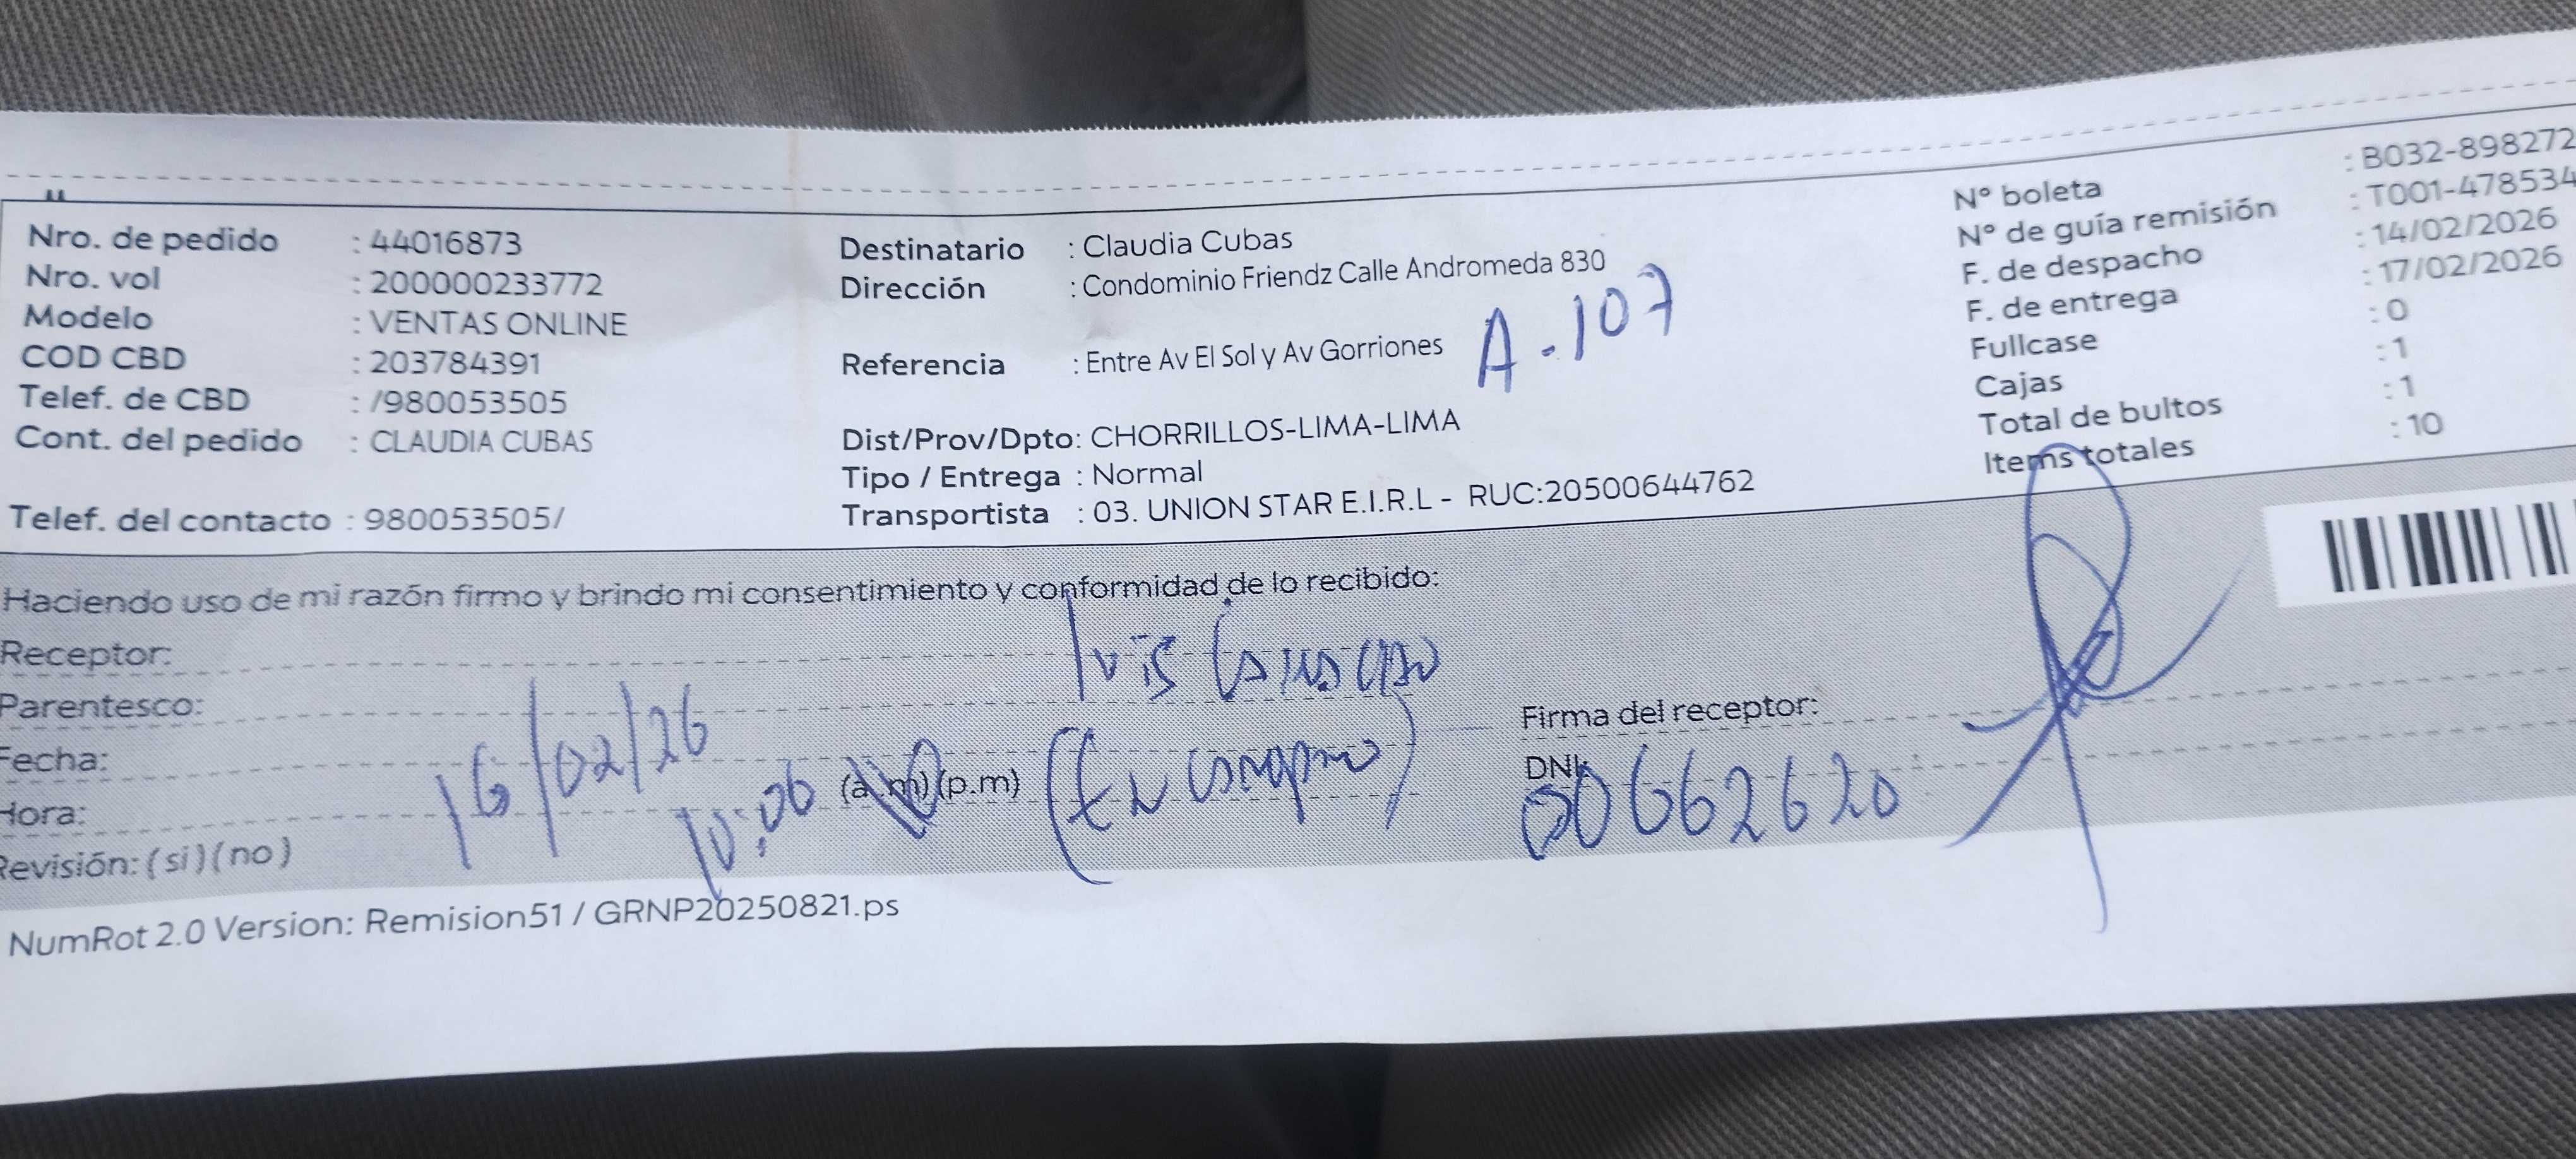 Nro. de pedido : 44016873
Nro. vol : 200000233772
Modelo : VENTAS ONLINE
COD CBD : 203784391
Telef. de CBD : /980053505
Cont. del pedido : CLAUDIA CUBAS
Telef. del contacto : 980053505/
Destinatario : Claudia Cubas
Dirección : Condominio Friendz Calle Andromeda 830
A-107
Referencia : Entre Av El Sol y Av Gorriones
Dist/Prov/Dpto: CHORRILLOS-LIMA-LIMA
Tipo / Entrega : Normal
Transportista : 03. UNION STAR E.I.R.L - RUC:20500644762
N° boleta : B032-898272
N° de guía remisión : T001-478534
F. de despacho : 14/02/2026
F. de entrega : 17/02/2026
Fullcase : 0
Cajas : 1
Total de bultos : 1
Items totales : 10
Haciendo uso de mi razón firmo y brindo mi consentimiento y conformidad de lo recibido:
Receptor:
Parentesco:
Fecha: 16/02/26
Hora: 10:06 (a.m)(p.m)
Revisión: (si)(no)
Firma del receptor:
DNI: 00662620
NumRot 2.0 Version: Remision51 / GRNP20250821.ps